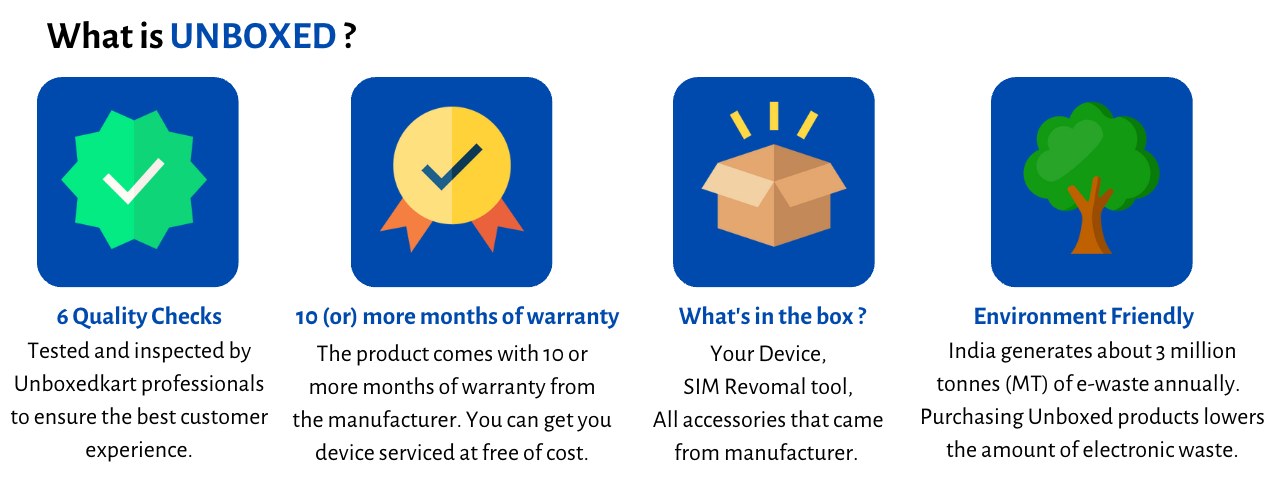 What is UNBOXED ?
6 Quality Checks
Tested and inspected by
Unboxedkart professionals
to ensure the best customer
experience.
10 (or) more months of warranty
The product comes with 10 or
more months of warranty from
the manufacturer. You can get you
device serviced at free of cost.
What's in the box ?
Your Device,
SIM Revomal tool,
All accessories that came
from manufacturer.
Environment Friendly
India generates about 3 million
tonnes (MT) of e-waste annually.
Purchasing Unboxed products lowers
the amount of electronic waste.